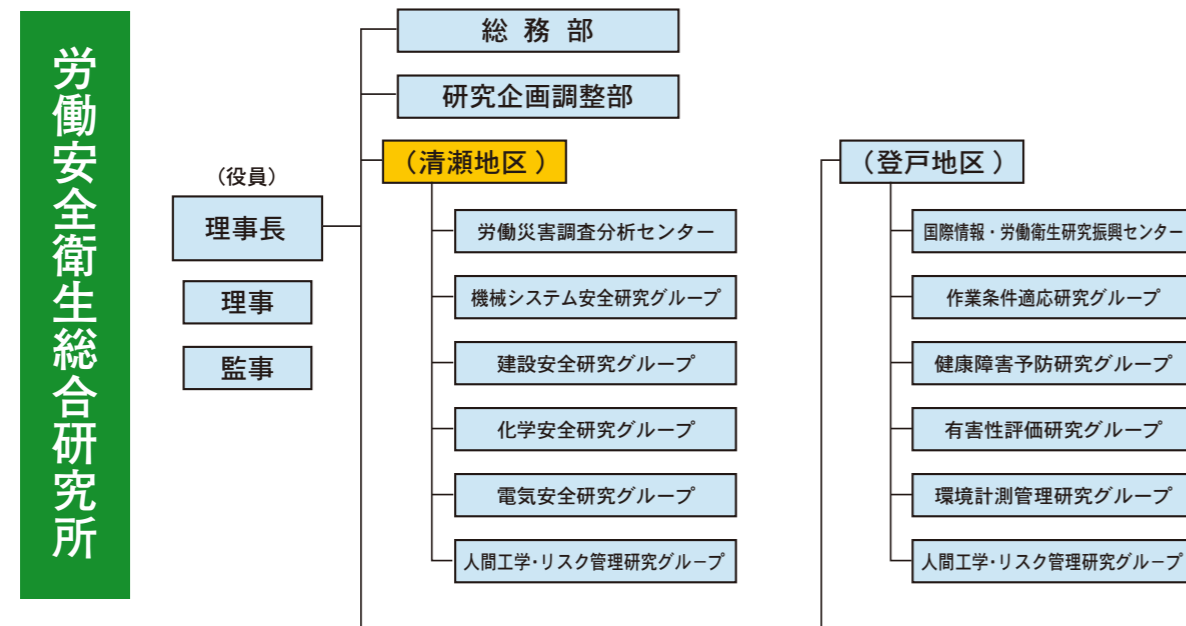 労働安全衛生総合研究所
（役員）
理事長
理事
監事
総務部
研究企画調整部
（清瀬地区）
労働災害調査分析センター
機械システム安全研究グループ
建設安全研究グループ
化学安全研究グループ
電気安全研究グループ
人間工学・リスク管理研究グループ
（登戸地区）
国際情報・労働衛生研究振興センター
作業条件適応研究グループ
健康障害予防研究グループ
有害性評価研究グループ
環境計測管理研究グループ
人間工学・リスク管理研究グループ